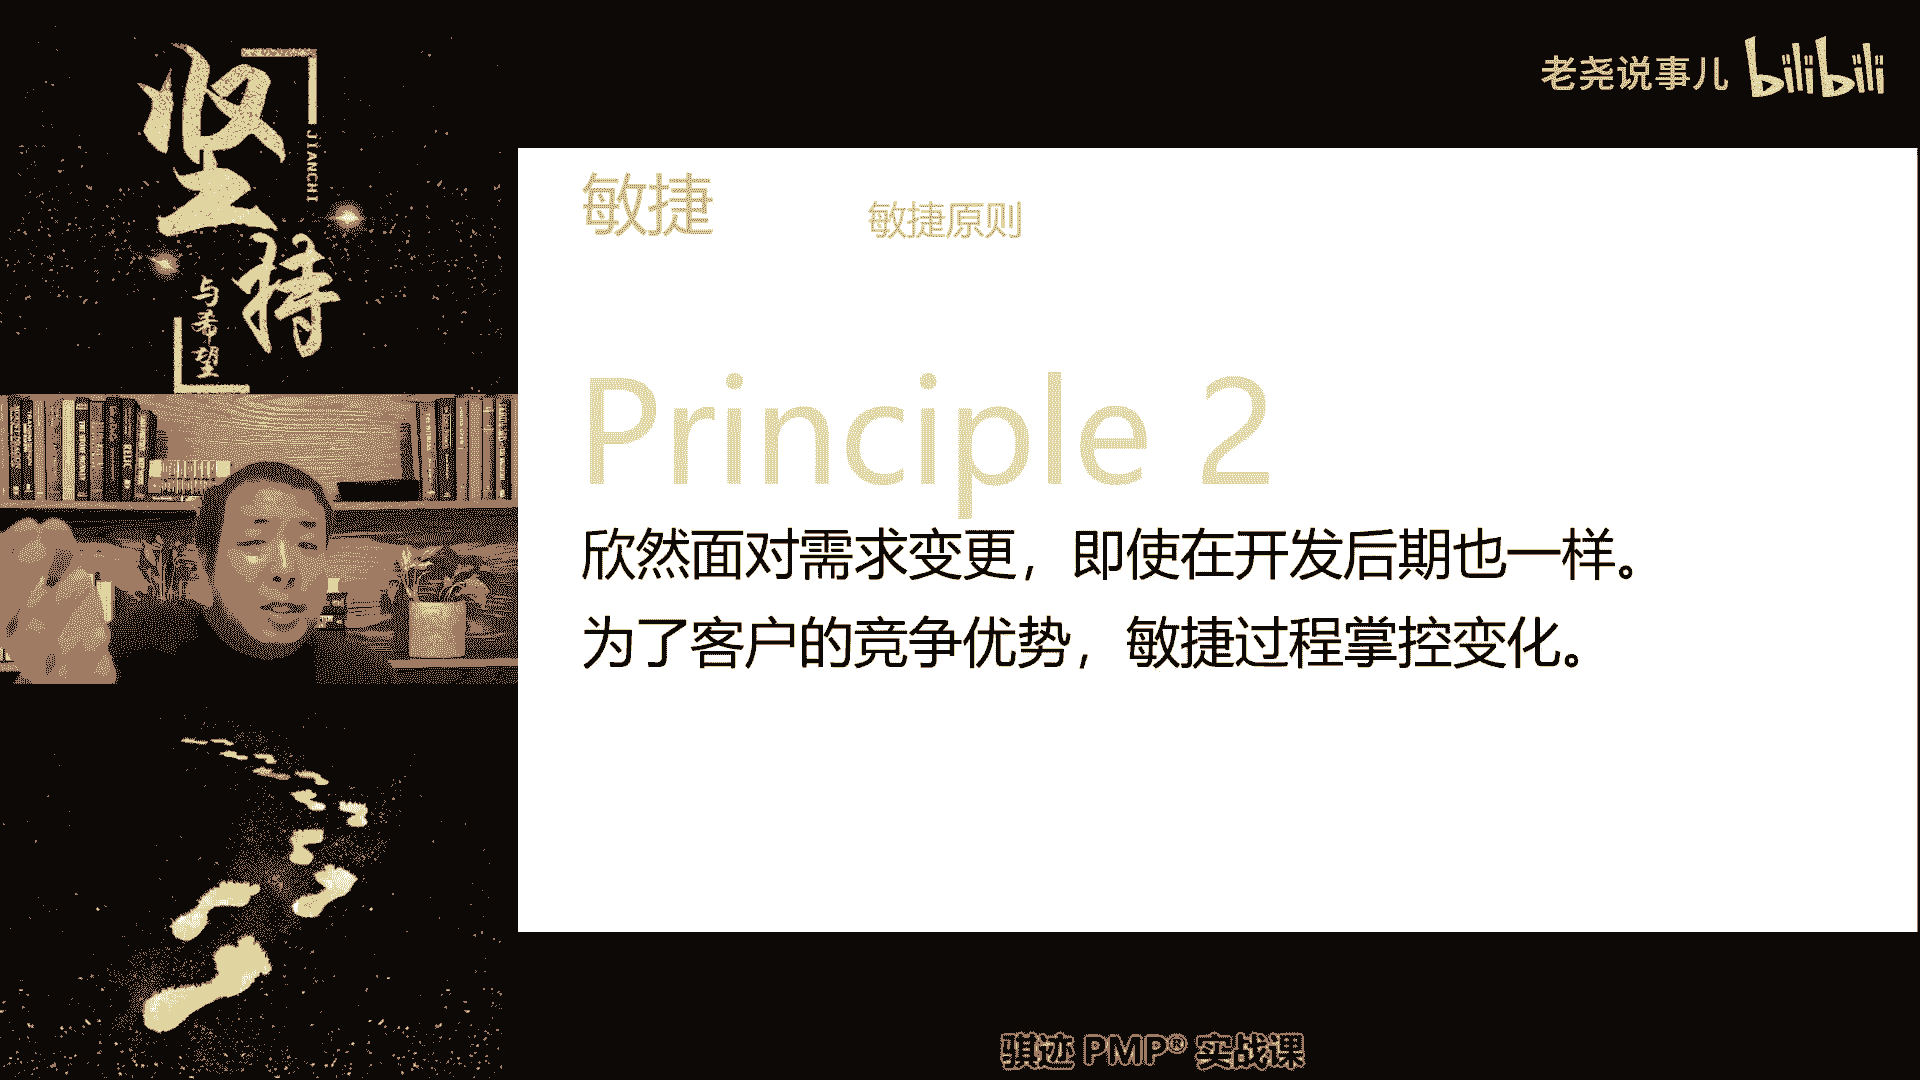 坚持
JIANCHI
与希望
老尧说事儿 bilibili
敏捷
敏捷原则
Principle 2
欣然面对需求变更，即使在开发后期也一样。
为了客户的竞争优势，敏捷过程掌控变化。
骐迹 PMP® 实战课